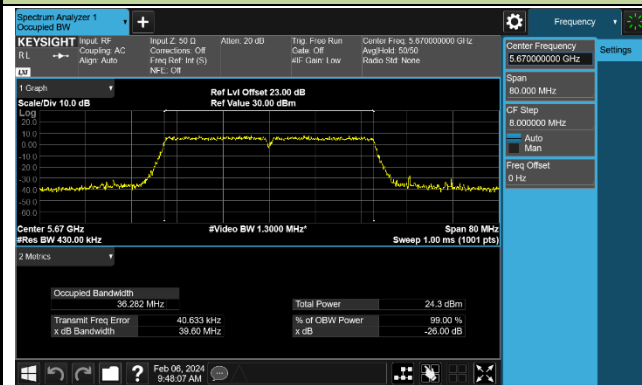 Spectrum Analyzer 1
Occupied BW
Frequency
KEYSIGHT
RL
Input: RF
Coupling: AC
Align: Auto
Input Z: 50 Ω
Corrections: Off
Freq Ref: Int (S)
NFE: Off
Atten: 20 dB
Trig: Free Run
Gate: Off
#IF Gain: Low
Center Freq: 5.670000000 GHz
Avg|Hold: 50/50
Radio Std: None
Center Frequency
5.670000000 GHz
Settings
Span
80.000 MHz
CF Step
8.000000 MHz
Auto
Man
Freq Offset
0 Hz
1 Graph
Scale/Div 10.0 dB
Ref Lvl Offset 23.00 dB
Ref Value 30.00 dBm
Log
20.0
10.0
0.00
-10.0
-20.0
-30.0
-40.0
-50.0
-60.0
Center 5.67 GHz
#Res BW 430.00 kHz
#Video BW 1.3000 MHz*
Span 80 MHz
Sweep 1.00 ms (1001 pts)
2 Metrics
Occupied Bandwidth
36.282 MHz
Total Power 24.3 dBm
Transmit Freq Error 40.633 kHz
% of OBW Power 99.00 %
x dB Bandwidth 39.60 MHz
x dB -26.00 dB
?
Feb 06, 2024
9:48:07 AM